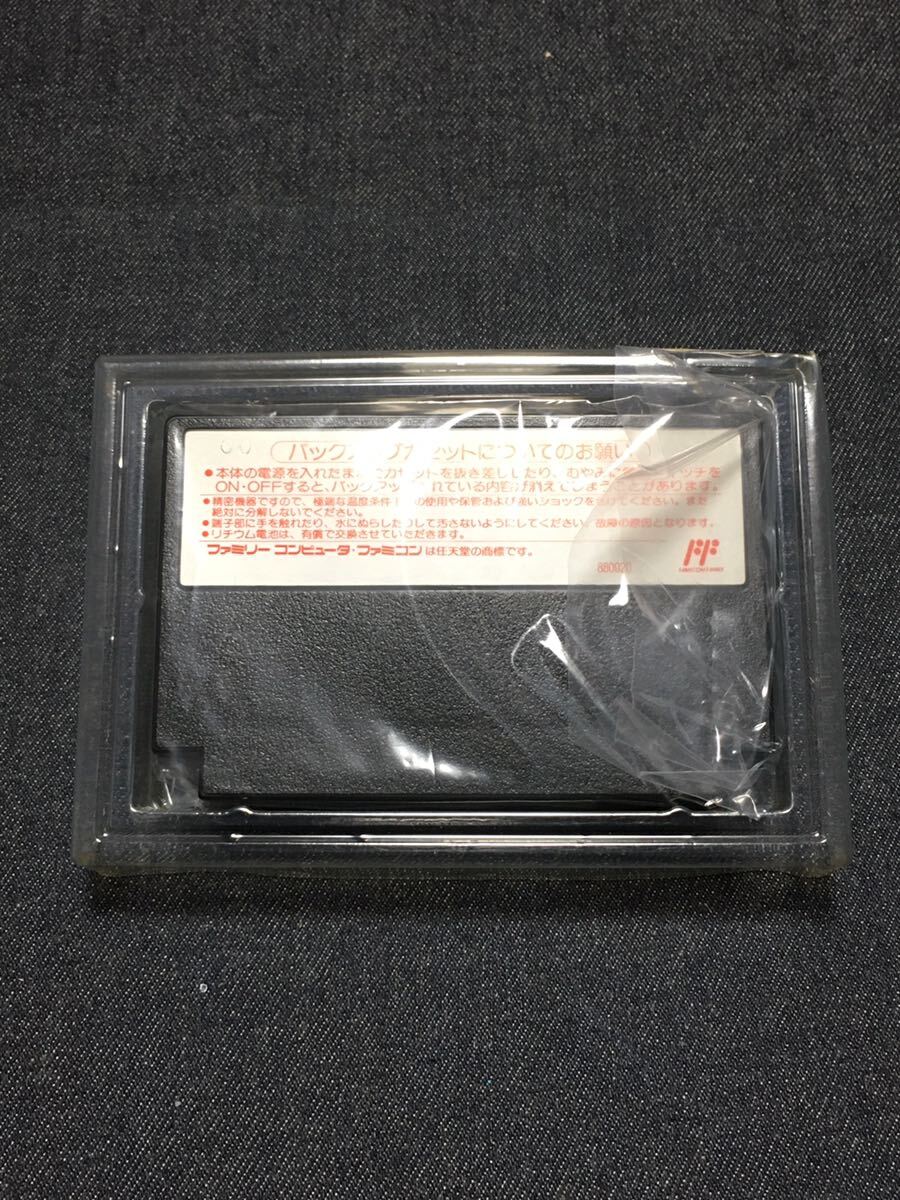 バックアップカセットについてのお願い
●本体の電源を入れたままでカセットを抜き差ししたり、むやみに電源スイッチを
ON・OFFすると、バックアップされている内容が消えてしまうことがあります。
●精密機器ですので、極端な温度条件下の使用や保管および強いショックを避けてください。また
絶対に分解しないでください。
●端子部に手を触れたり、水にぬらしたりして汚さないようにしてください。故障の原因となります。
●リチウム電池は、有償で交換させていただきます。
ファミリー コンピュータ・ファミコンは任天堂の商標です。
FF
880020